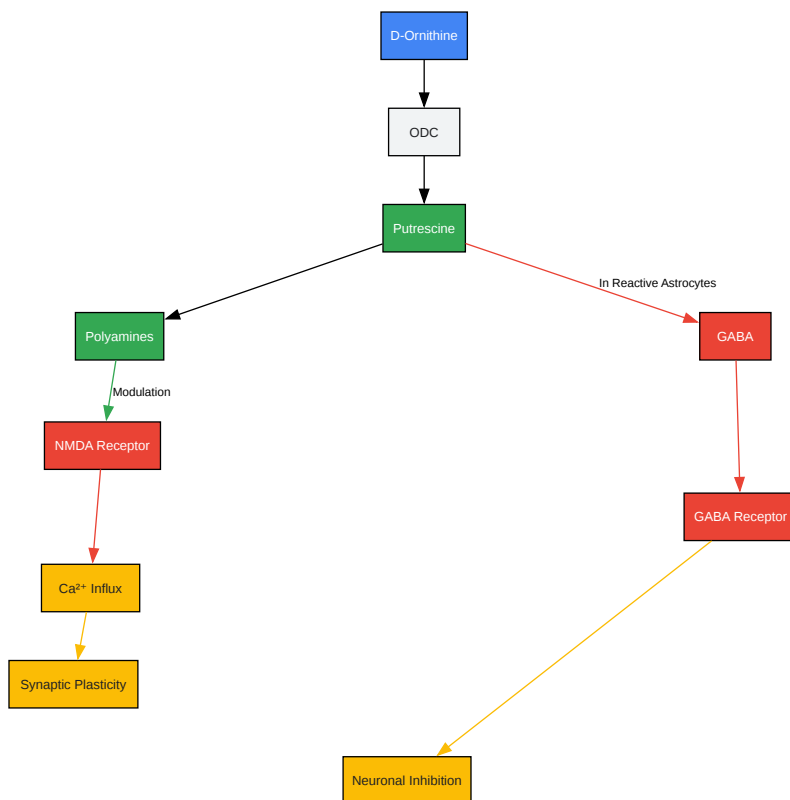 D-Ornithine
ODC
Putrescine
In Reactive Astrocytes
Polyamines
GABA
Modulation
NMDA Receptor
GABA Receptor
Ca²⁺ Influx
Synaptic Plasticity
Neuronal Inhibition